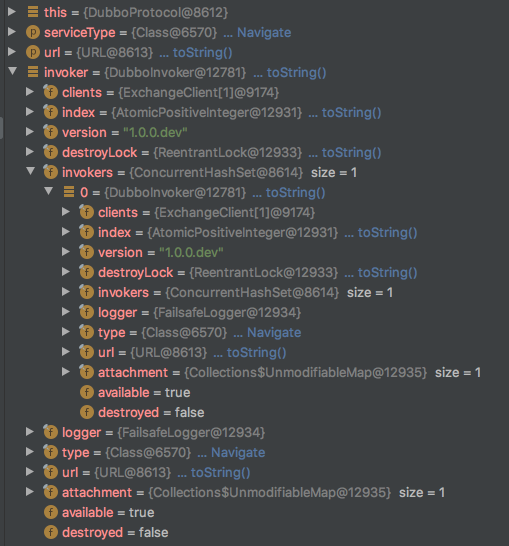 this = {DubboProtocol@8612}
p serviceType = {Class@6570} ... Navigate
p url = {URL@8613} ... toString()
invoker = {DubboInvoker@12781} ... toString()
f clients = {ExchangeClient[1]@9174}
f index = {AtomicPositiveInteger@12931} ... toString()
f version = "1.0.0.dev"
f destroyLock = {ReentrantLock@12933} ... toString()
f invokers = {ConcurrentHashSet@8614} size = 1
0 = {DubboInvoker@12781} ... toString()
f clients = {ExchangeClient[1]@9174}
f index = {AtomicPositiveInteger@12931} ... toString()
f version = "1.0.0.dev"
f destroyLock = {ReentrantLock@12933} ... toString()
f invokers = {ConcurrentHashSet@8614} size = 1
f logger = {FailsafeLogger@12934}
f type = {Class@6570} ... Navigate
f url = {URL@8613} ... toString()
f attachment = {Collections$UnmodifiableMap@12935} size = 1
f available = true
f destroyed = false
f logger = {FailsafeLogger@12934}
f type = {Class@6570} ... Navigate
f url = {URL@8613} ... toString()
f attachment = {Collections$UnmodifiableMap@12935} size = 1
f available = true
f destroyed = false